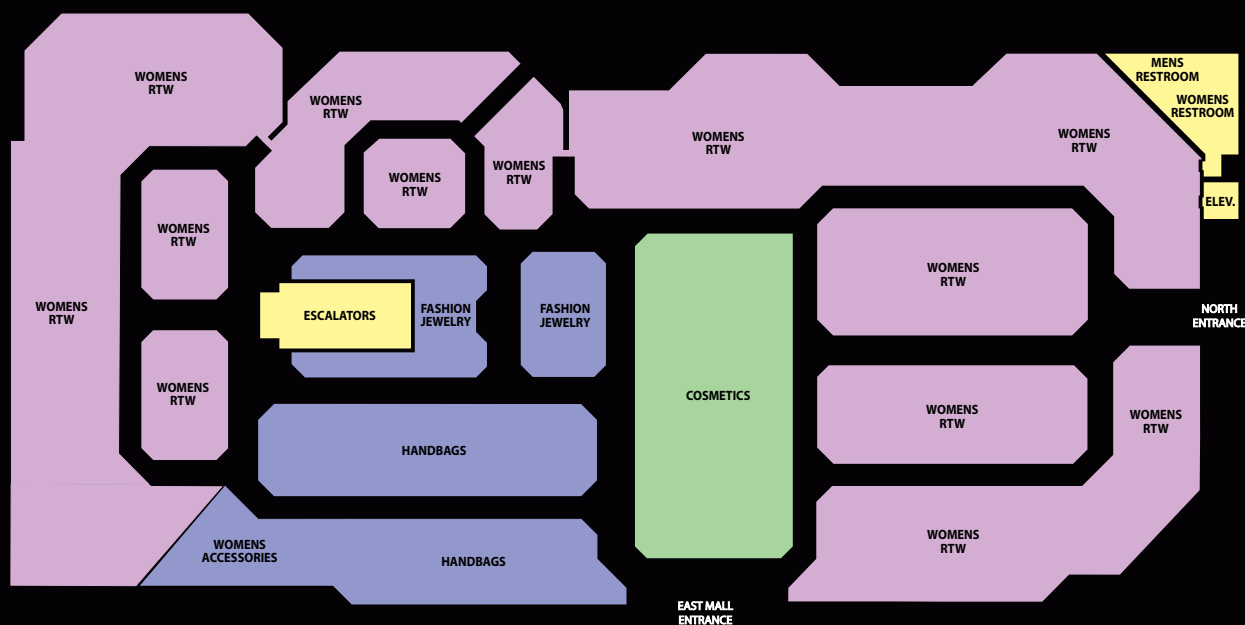 WOMENS
RTW
WOMENS
RTW
WOMENS
RTW
WOMENS
RTW
MENS
RESTROOM
WOMENS
RESTROOM
WOMENS
RTW
WOMENS
RTW
ELEV.
WOMENS
RTW
WOMENS
RTW
WOMENS
RTW
ESCALATORS
FASHION
JEWELRY
FASHION
JEWELRY
WOMENS
RTW
NORTH
ENTRANCE
WOMENS
RTW
COSMETICS
WOMENS
RTW
WOMENS
RTW
HANDBAGS
WOMENS
ACCESSORIES
HANDBAGS
WOMENS
RTW
EAST MALL
ENTRANCE